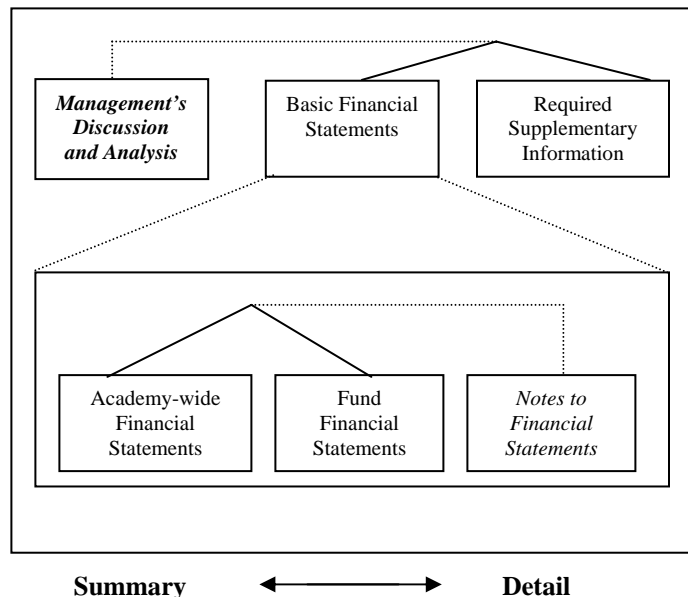 Management's
Discussion
and Analysis
Basic Financial
Statements
Required
Supplementary
Information
Academy-wide
Financial
Statements
Fund
Financial
Statements
Notes to
Financial
Statements
Summary
Detail